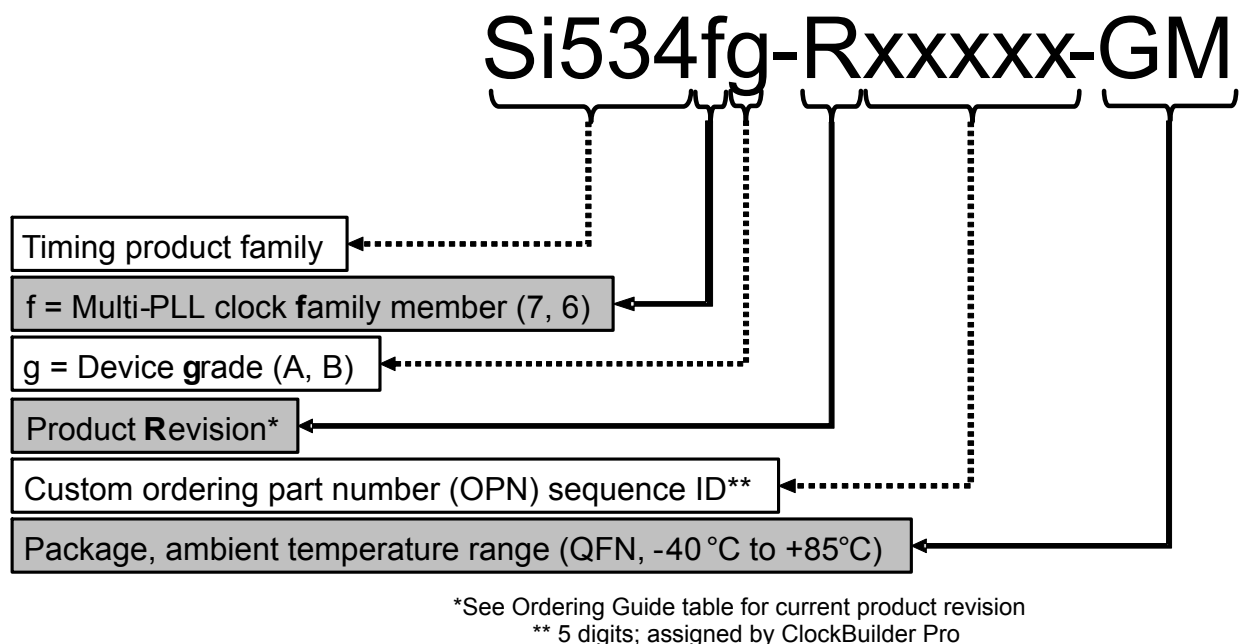 Si534fg-Rxxxxx-GM
Timing product family
f = Multi-PLL clock family member (7, 6)
g = Device grade (A, B)
Product Revision*
Custom ordering part number (OPN) sequence ID**
Package, ambient temperature range (QFN, -40 °C to +85°C)
*See Ordering Guide table for current product revision
** 5 digits; assigned by ClockBuilder Pro